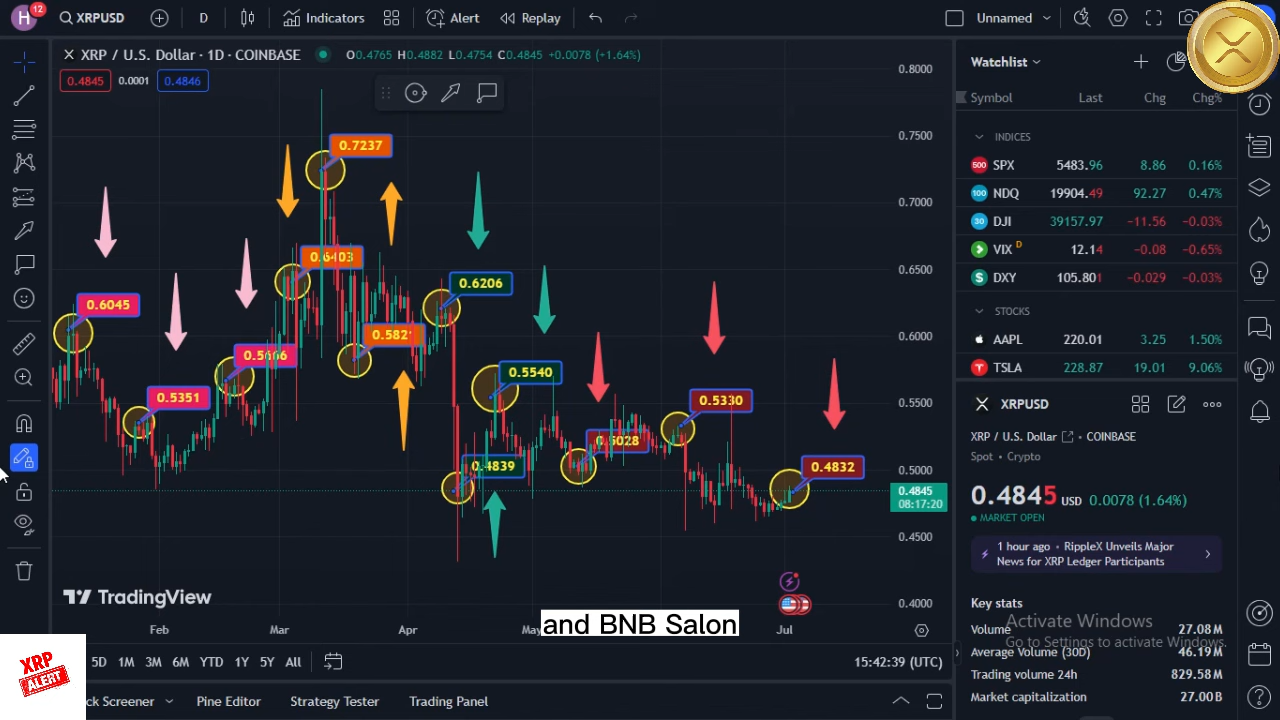 H 12 XRPUSD D Indicators Alert Replay Unnamed
XRP / U.S. Dollar · 1D · COINBASE O0.4765 H0.4882 L0.4754 C0.4845 +0.0078 (+1.64%)
0.4845 0.0001 0.4846
0.8000
0.7500
0.7000
0.6500
0.6000
0.5500
0.5000
0.4845
08:17:20
0.4500
0.4000
0.6045
0.5351
0.5666
0.6403
0.7237
0.5821
0.6206
0.4839
0.5540
0.5028
0.5330
0.4832
TradingView
Feb Mar Apr May Jul
and BNB Salon
XRP
ALERT
5D 1M 3M 6M YTD 1Y 5Y All
15:42:39 (UTC)
ck Screener Pine Editor Strategy Tester Trading Panel
Watchlist
Symbol Last Chg Chg%
INDICES
500 SPX 5483.96 8.86 0.16%
100 NDQ 19904.49 92.27 0.47%
30 DJI 39157.97 −11.56 −0.03%
VIX D 12.14 −0.08 −0.65%
$ DXY 105.801 −0.029 −0.03%
STOCKS
AAPL 220.01 3.25 1.50%
TSLA 228.87 19.01 9.06%
XRPUSD
XRP / U.S. Dollar COINBASE
Spot • Crypto
0.4845 USD 0.0078 (1.64%)
MARKET OPEN
1 hour ago • RippleX Unveils Major
News for XRP Ledger Participants
Key stats
Volume 27.08M
Average Volume (30D) 46.19M
Trading volume 24h 829.58M
Market capitalization 27.00B
Activate Windows
Go to Settings to activate Windows.